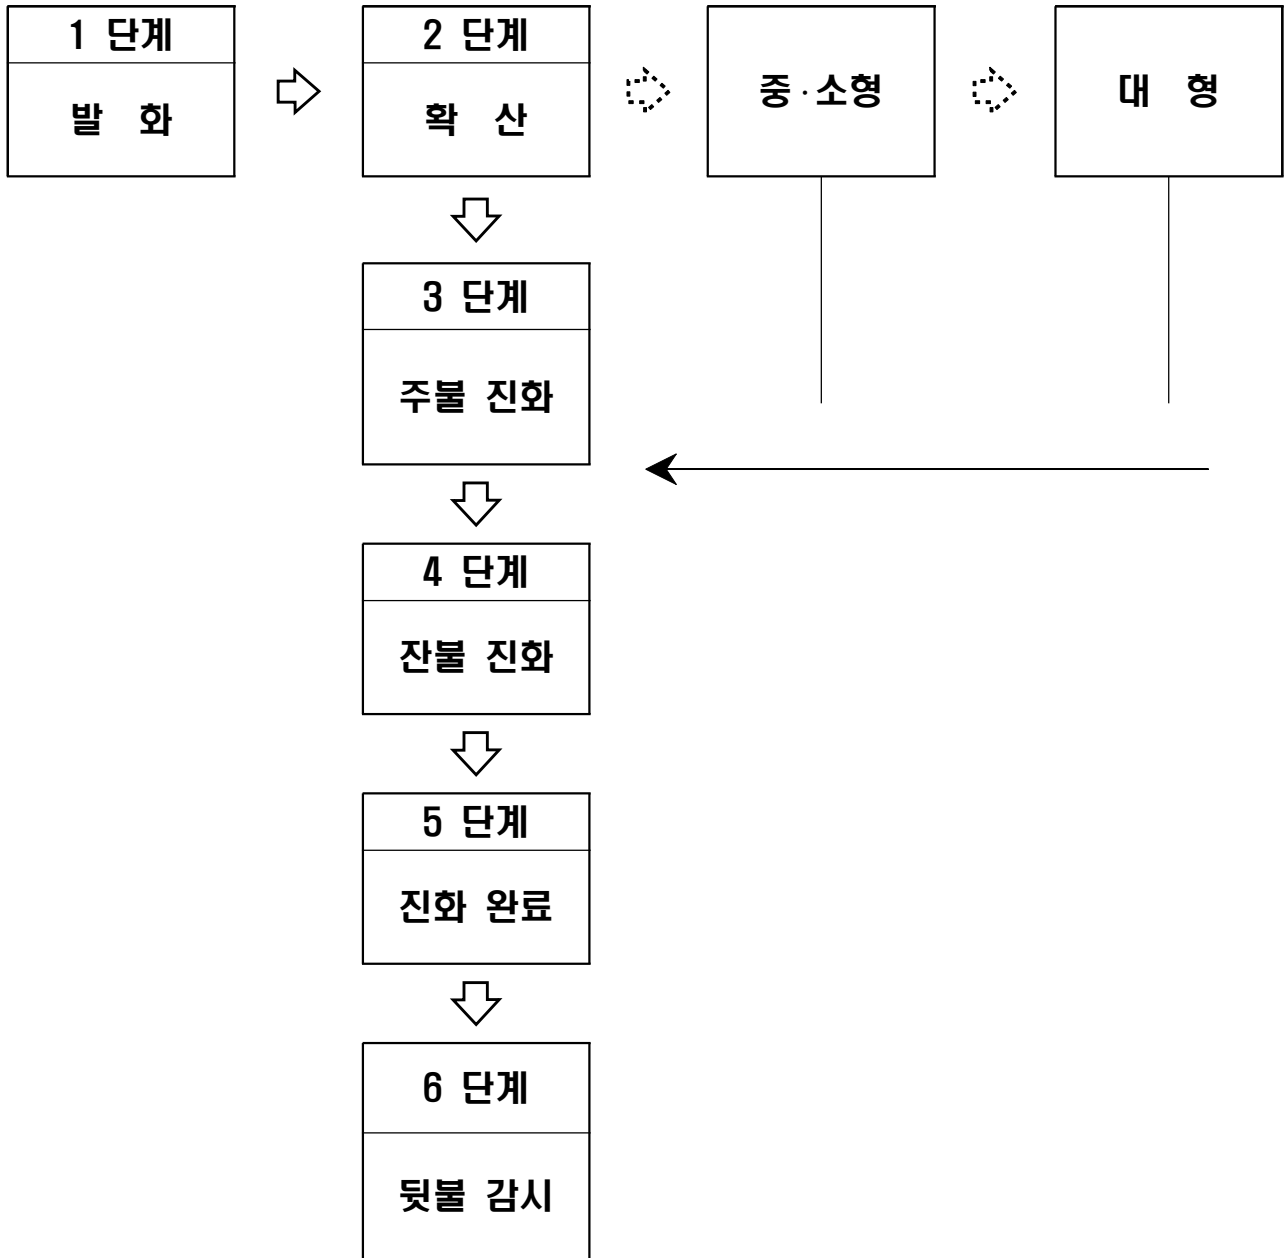 1 단계
발 화
2 단계
확 산
중·소형
대 형
3 단계
주불 진화
4 단계
잔불 진화
5 단계
진화 완료
6 단계
뒷불 감시